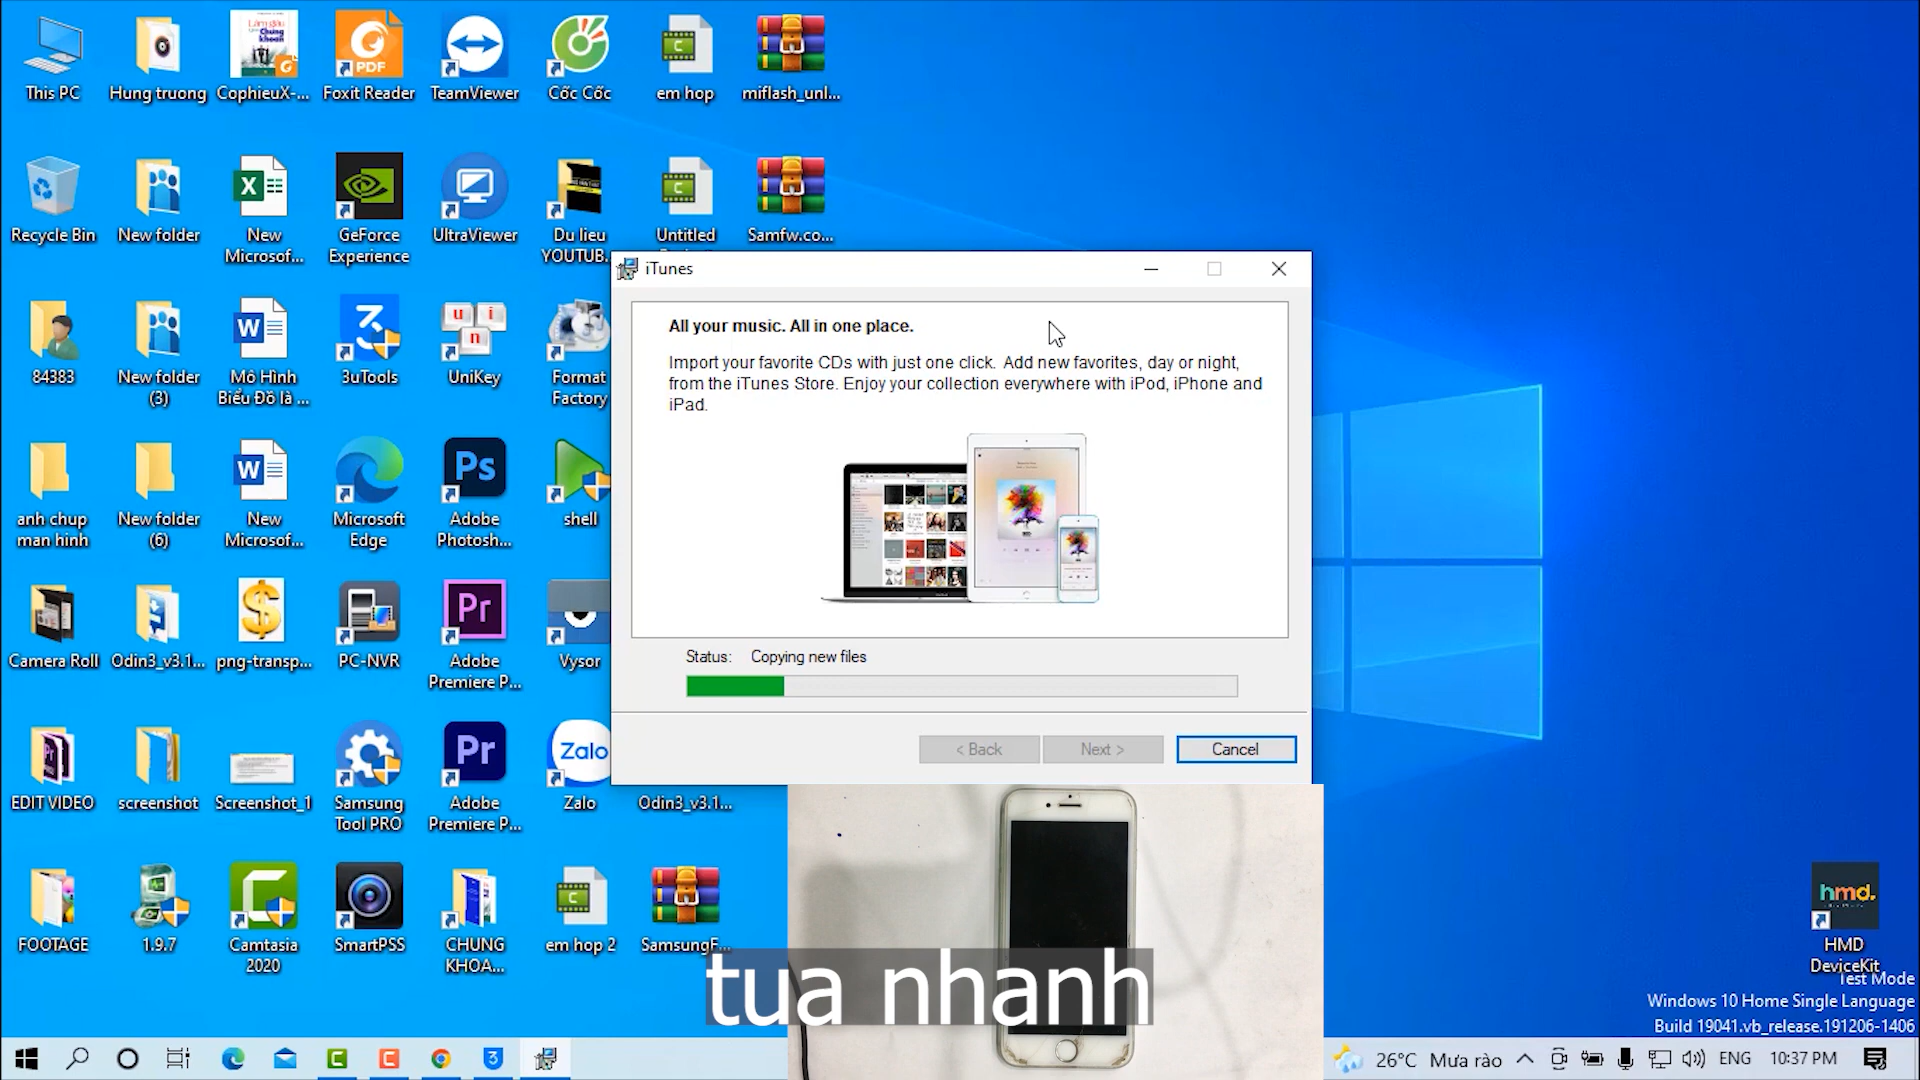 This PC
Hung truong
CophieuX-...
Foxit Reader
TeamViewer
Cốc Cốc
em hop
miflash_unl...
Recycle Bin
New folder
New
Microsof...
GeForce
Experience
UltraViewer
Du lieu
YOUTUB...
Untitled
Samfw.co...
84383
New folder
(3)
Mô Hình
Biểu Đồ là ...
3uTools
UniKey
Format
Factory
anh chup
man hinh
New folder
(6)
New
Microsof...
Microsoft
Edge
Adobe
Photosh...
shell
Camera Roll
Odin3_v3.1...
png-transp...
PC-NVR
Adobe
Premiere P...
Vysor
EDIT VIDEO
screenshot
Screenshot_1
Samsung
Tool PRO
Adobe
Premiere P...
Zalo
Odin3_v3.1...
FOOTAGE
1.9.7
Camtasia
2020
SmartPSS
CHUNG
KHOA...
em hop 2
SamsungF...
iTunes
All your music. All in one place.
Import your favorite CDs with just one click. Add new favorites, day or night,
from the iTunes Store. Enjoy your collection everywhere with iPod, iPhone and
iPad.
Status: Copying new files
< Back
Next >
Cancel
tua nhanh
hmd.
HMD
DeviceKit
Test Mode
Windows 10 Home Single Language
Build 19041.vb_release.191206-1406
26°C Mưa rào
ENG
10:37 PM